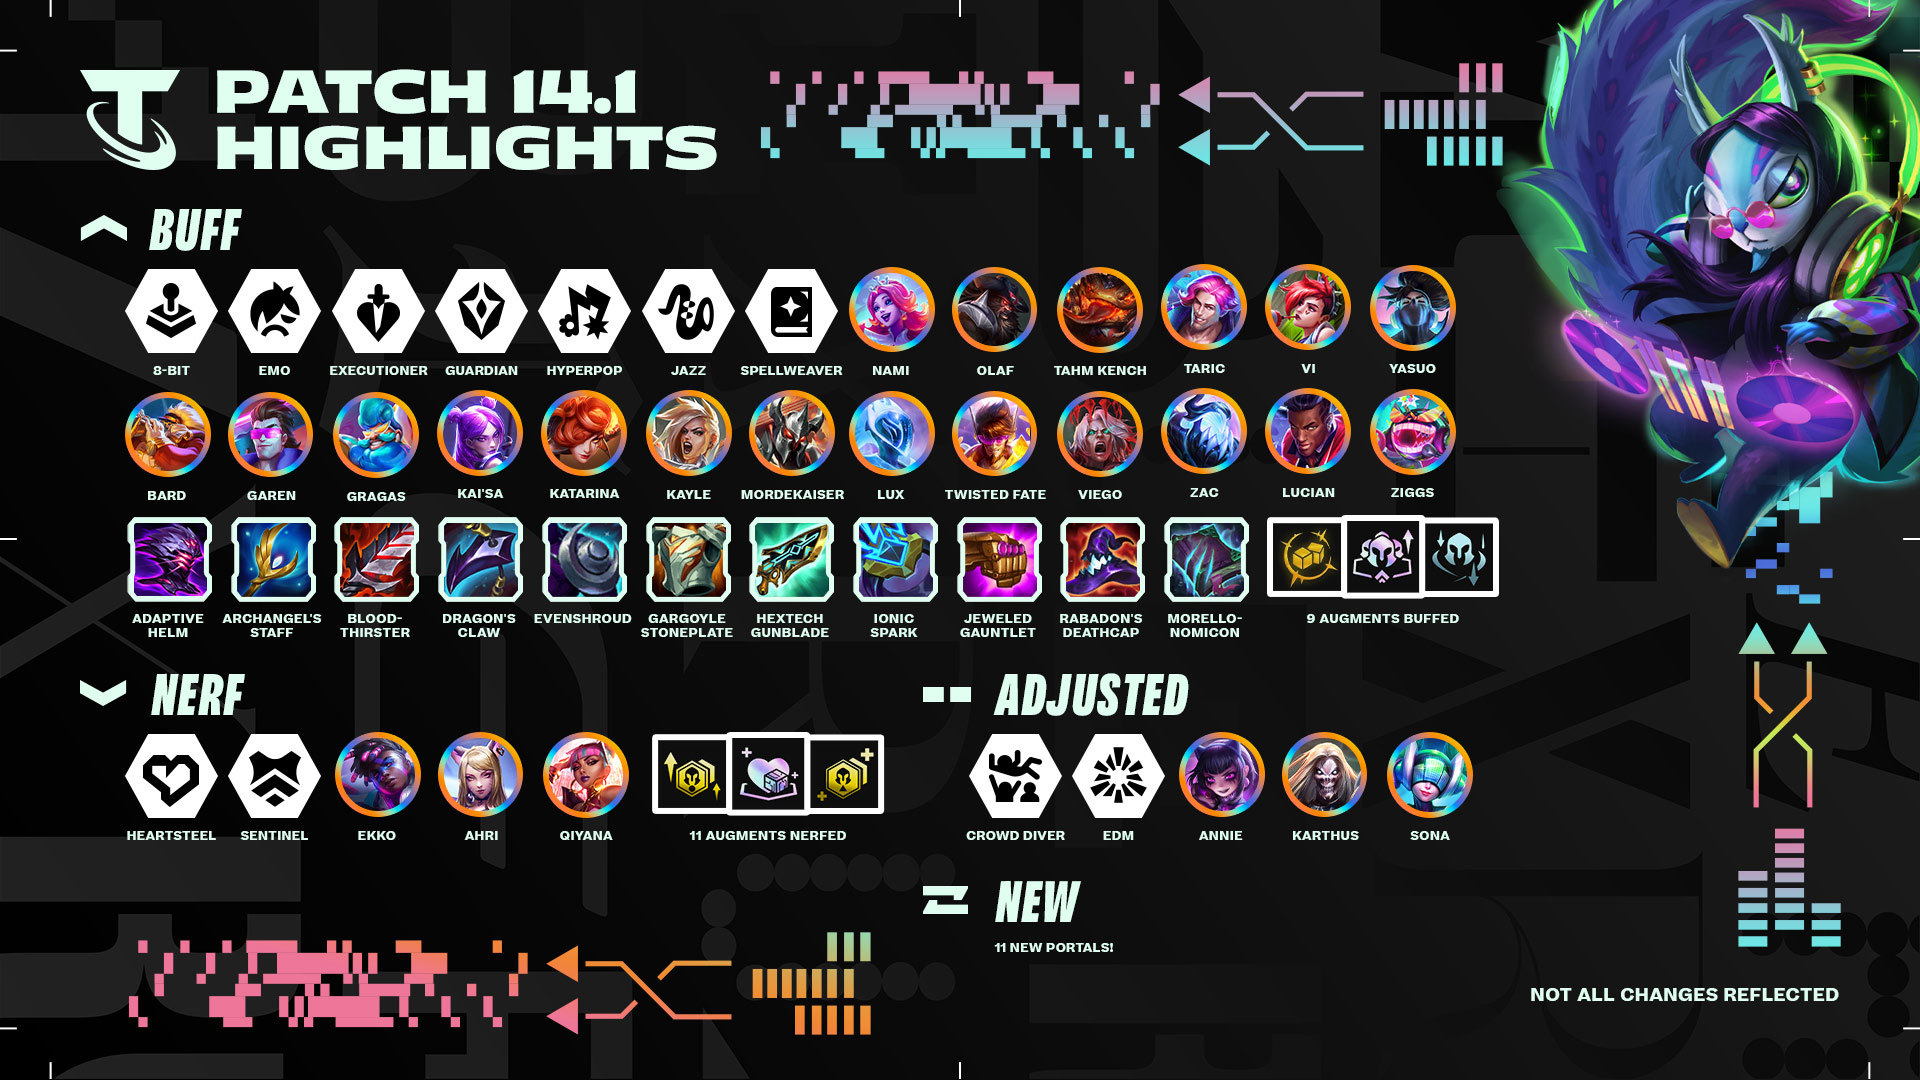 PATCH 14.1
HIGHLIGHTS
BUFF
8-BIT EMO EXECUTIONER GUARDIAN HYPERPOP JAZZ SPELLWEAVER NAMI OLAF TAHM KENCH TARIC VI YASUO
BARD GAREN GRAGAS KAI'SA KATARINA KAYLE MORDEKAISER LUX TWISTED FATE VIEGO ZAC LUCIAN ZIGGS
ADAPTIVE ARCHANGEL'S BLOOD- DRAGON'S EVENSHROUD GARGOYLE HEXTECH IONIC JEWELED RABADON'S MORELLO- 9 AUGMENTS BUFFED
HELM STAFF THIRSTER CLAW STONEPLATE GUNBLADE SPARK GAUNTLET DEATHCAP NOMICON
NERF
HEARTSTEEL SENTINEL EKKO AHRI QIYANA 11 AUGMENTS NERFED
ADJUSTED
CROWD DIVER EDM ANNIE KARTHUS SONA
NEW
11 NEW PORTALS!
NOT ALL CHANGES REFLECTED